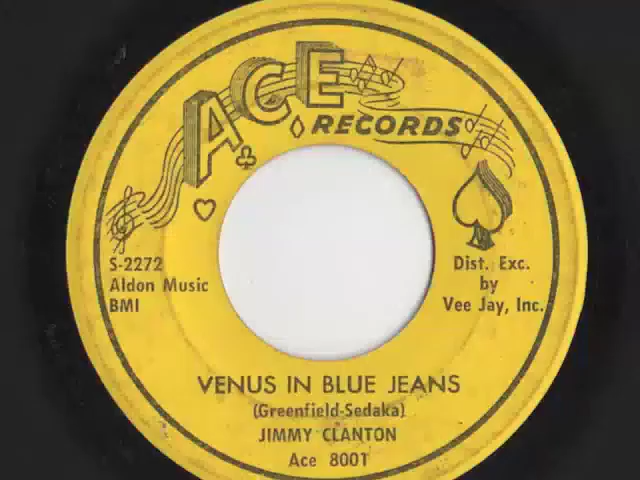 ACE
RECORDS
S-2272
Aldon Music
BMI
Dist. Exc.
by
Vee Jay, Inc.
VENUS IN BLUE JEANS
(Greenfield-Sedaka)
JIMMY CLANTON
Ace 8001